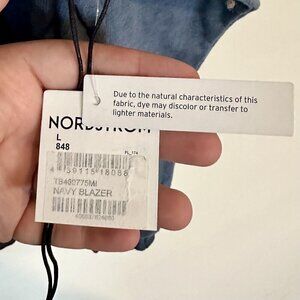 Due to the natural characteristics of this
fabric, dye may discolor or transfer to
lighter materials.
NORDSTROM
L
848
TB400775MI
NAVY BLAZER